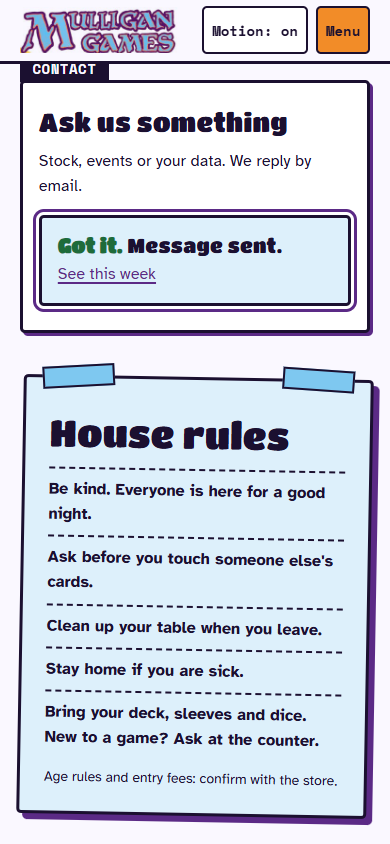 MULLIGAN
GAMES
Motion: on
Menu
CONTACT
Ask us something
Stock, events or your data. We reply by
email.
Got it. Message sent.
See this week
House rules
Be kind. Everyone is here for a good
night.
Ask before you touch someone else's
cards.
Clean up your table when you leave.
Stay home if you are sick.
Bring your deck, sleeves and dice.
New to a game? Ask at the counter.
Age rules and entry fees: confirm with the store.